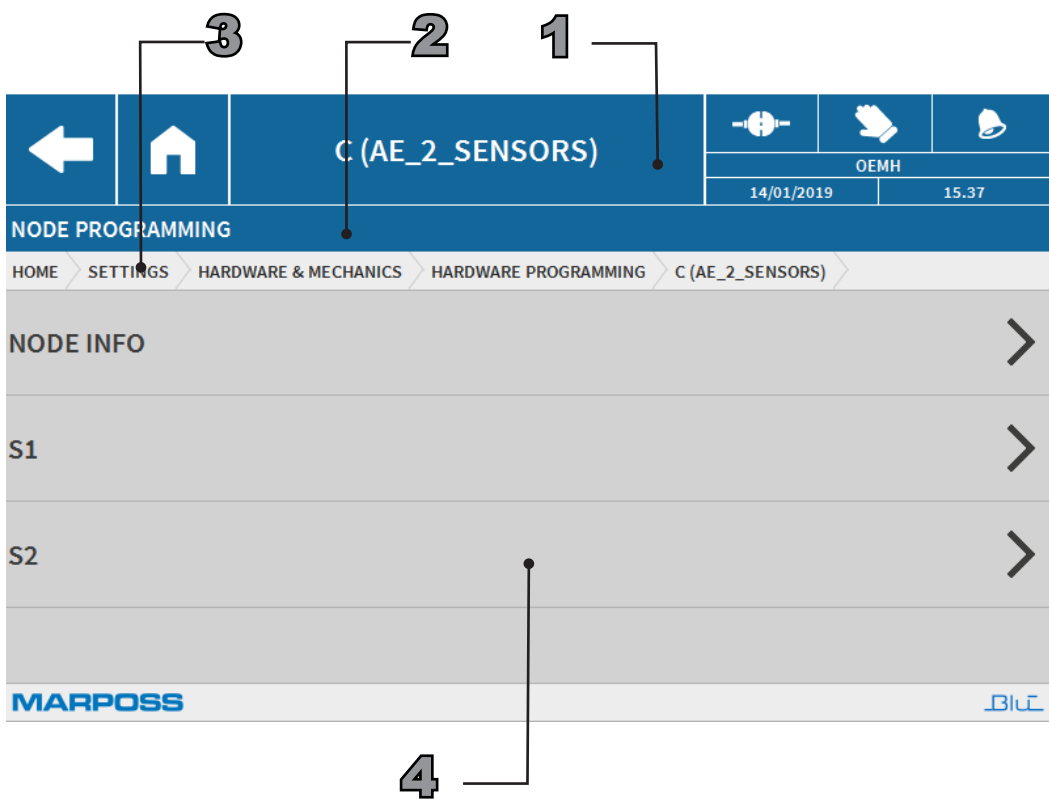 3 2 1
C (AE_2_SENSORS)
OEMH
14/01/2019 15.37
NODE PROGRAMMING
HOME SETTINGS HARDWARE & MECHANICS HARDWARE PROGRAMMING C (AE_2_SENSORS)
NODE INFO
S1
S2
MARPOSS Blú
4